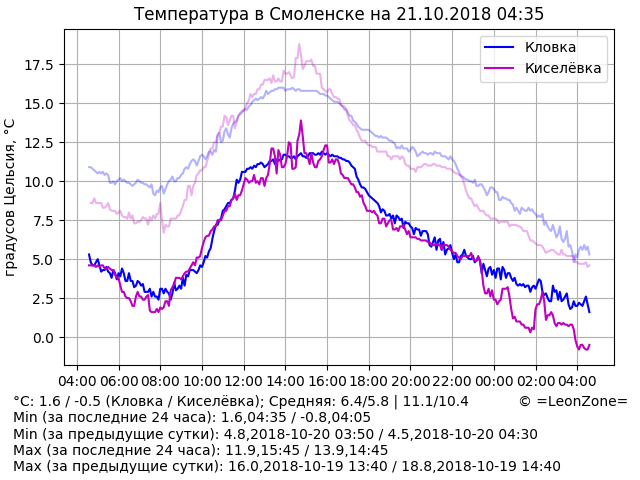 Температура в Смоленске на 21.10.2018 04:35
Кловка
Киселёвка
градусов Цельсия, °C
17.5
15.0
12.5
10.0
7.5
5.0
2.5
0.0
04:00 06:00 08:00 10:00 12:00 14:00 16:00 18:00 20:00 22:00 00:00 02:00 04:00
°C: 1.6 / -0.5 (Кловка / Киселёвка); Средняя: 6.4/5.8 | 11.1/10.4 © =LeonZone=
Min (за последние 24 часа): 1.6,04:35 / -0.8,04:05
Min (за предыдущие сутки): 4.8,2018-10-20 03:50 / 4.5,2018-10-20 04:30
Max (за последние 24 часа): 11.9,15:45 / 13.9,14:45
Max (за предыдущие сутки): 16.0,2018-10-19 13:40 / 18.8,2018-10-19 14:40